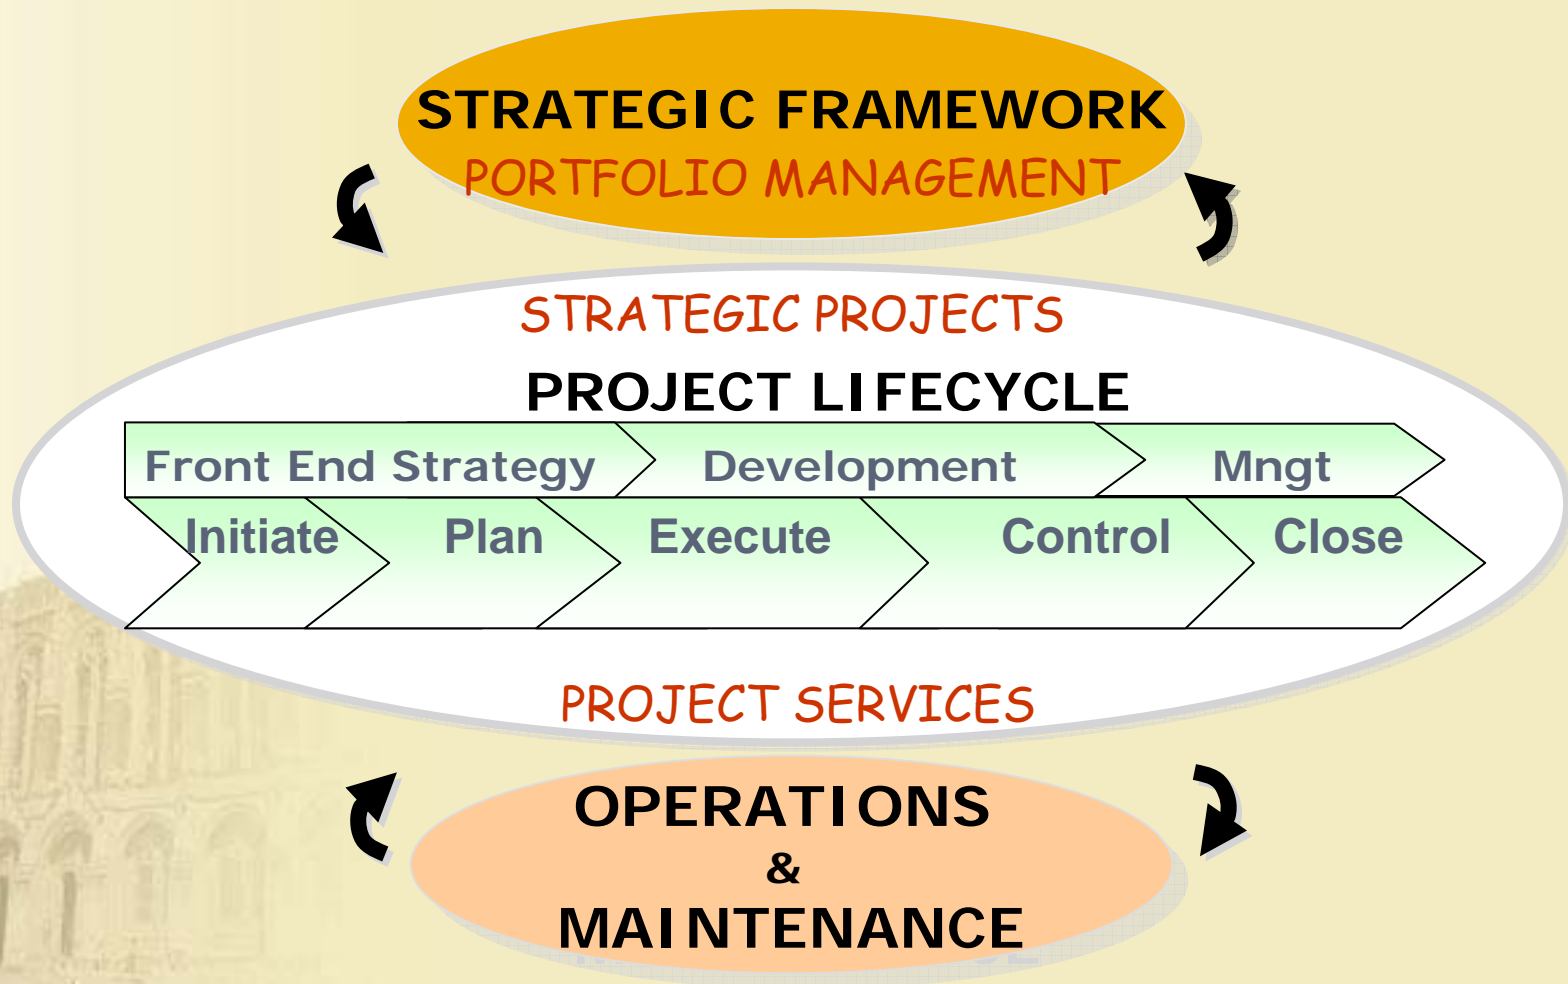 STRATEGIC FRAMEWORK
PORTFOLIO MANAGEMENT
STRATEGIC PROJECTS
PROJECT LIFECYCLE
Front End Strategy Development Mngt
Initiate Plan Execute Control Close
PROJECT SERVICES
OPERATIONS
&
MAINTENANCE